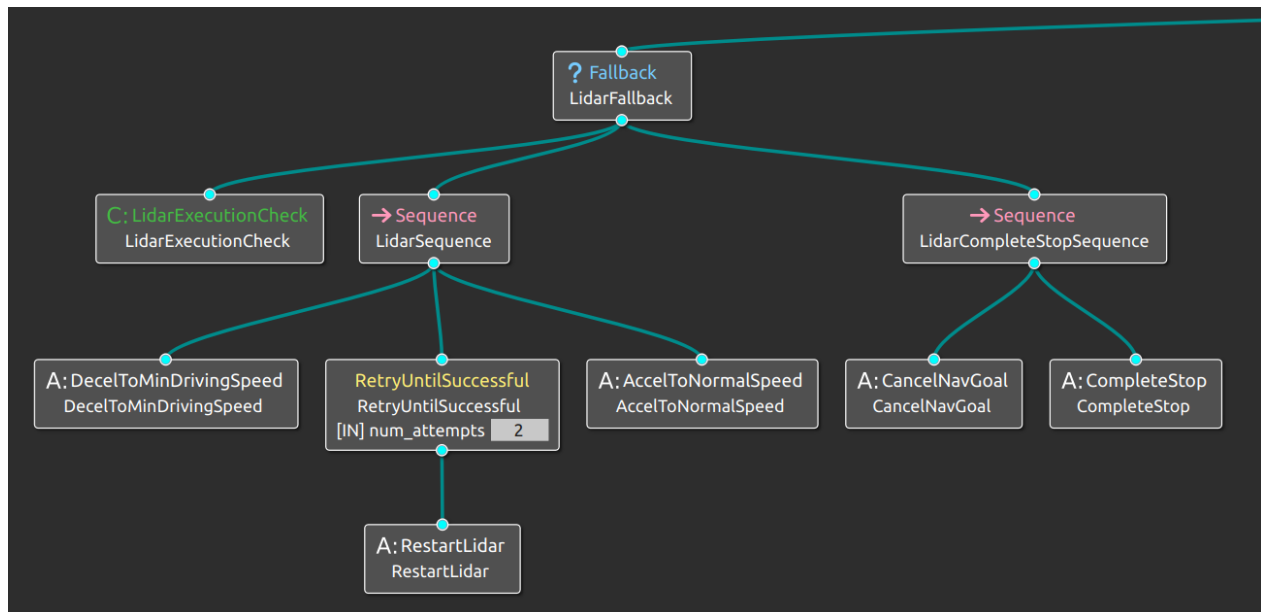 ? Fallback
LidarFallback
C: LidarExecutionCheck
LidarExecutionCheck
→ Sequence
LidarSequence
→ Sequence
LidarCompleteStopSequence
A: DecelToMinDrivingSpeed
DecelToMinDrivingSpeed
RetryUntilSuccessful
RetryUntilSuccessful
[IN] num_attempts 2
A: AccelToNormalSpeed
AccelToNormalSpeed
A: CancelNavGoal
CancelNavGoal
A: CompleteStop
CompleteStop
A: RestartLidar
RestartLidar